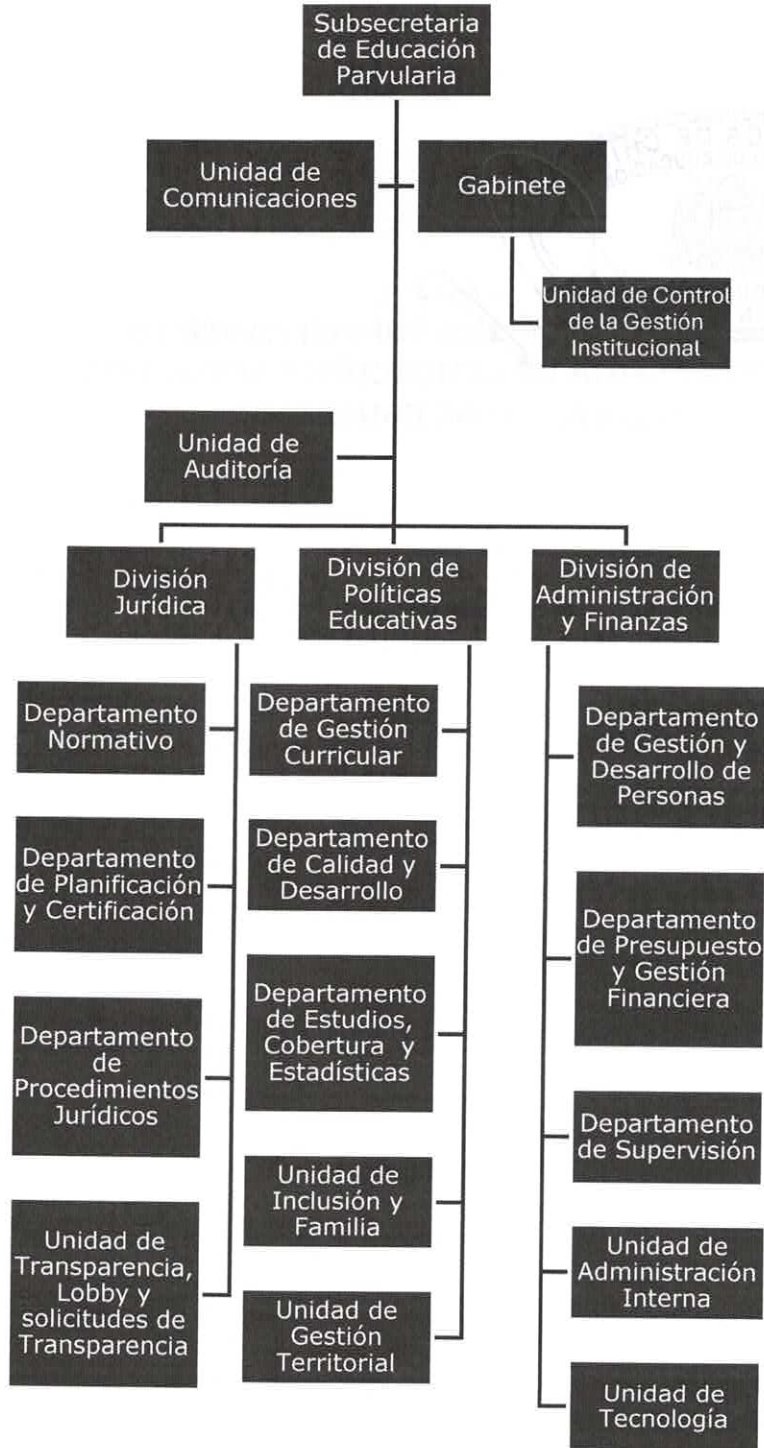 Subsecretaria
de Educación
Parvularia
Unidad de
Comunicaciones
Gabinete
Unidad de Control
de la Gestión
Institucional
Unidad de
Auditoría
División
Jurídica
División de
Políticas
Educativas
División de
Administración
y Finanzas
Departamento
Normativo
Departamento
de Planificación
y Certificación
Departamento
de
Procedimientos
Jurídicos
Unidad de
Transparencia,
Lobby y
solicitudes de
Transparencia
Departamento
de Gestión
Curricular
Departamento
de Calidad y
Desarrollo
Departamento
de Estudios,
Cobertura y
Estadísticas
Unidad de
Inclusión y
Familia
Unidad de
Gestión
Territorial
Departamento
de Gestión y
Desarrollo de
Personas
Departamento
de Presupuesto
y Gestión
Financiera
Departamento
de Supervisión
Unidad de
Administración
Interna
Unidad de
Tecnología